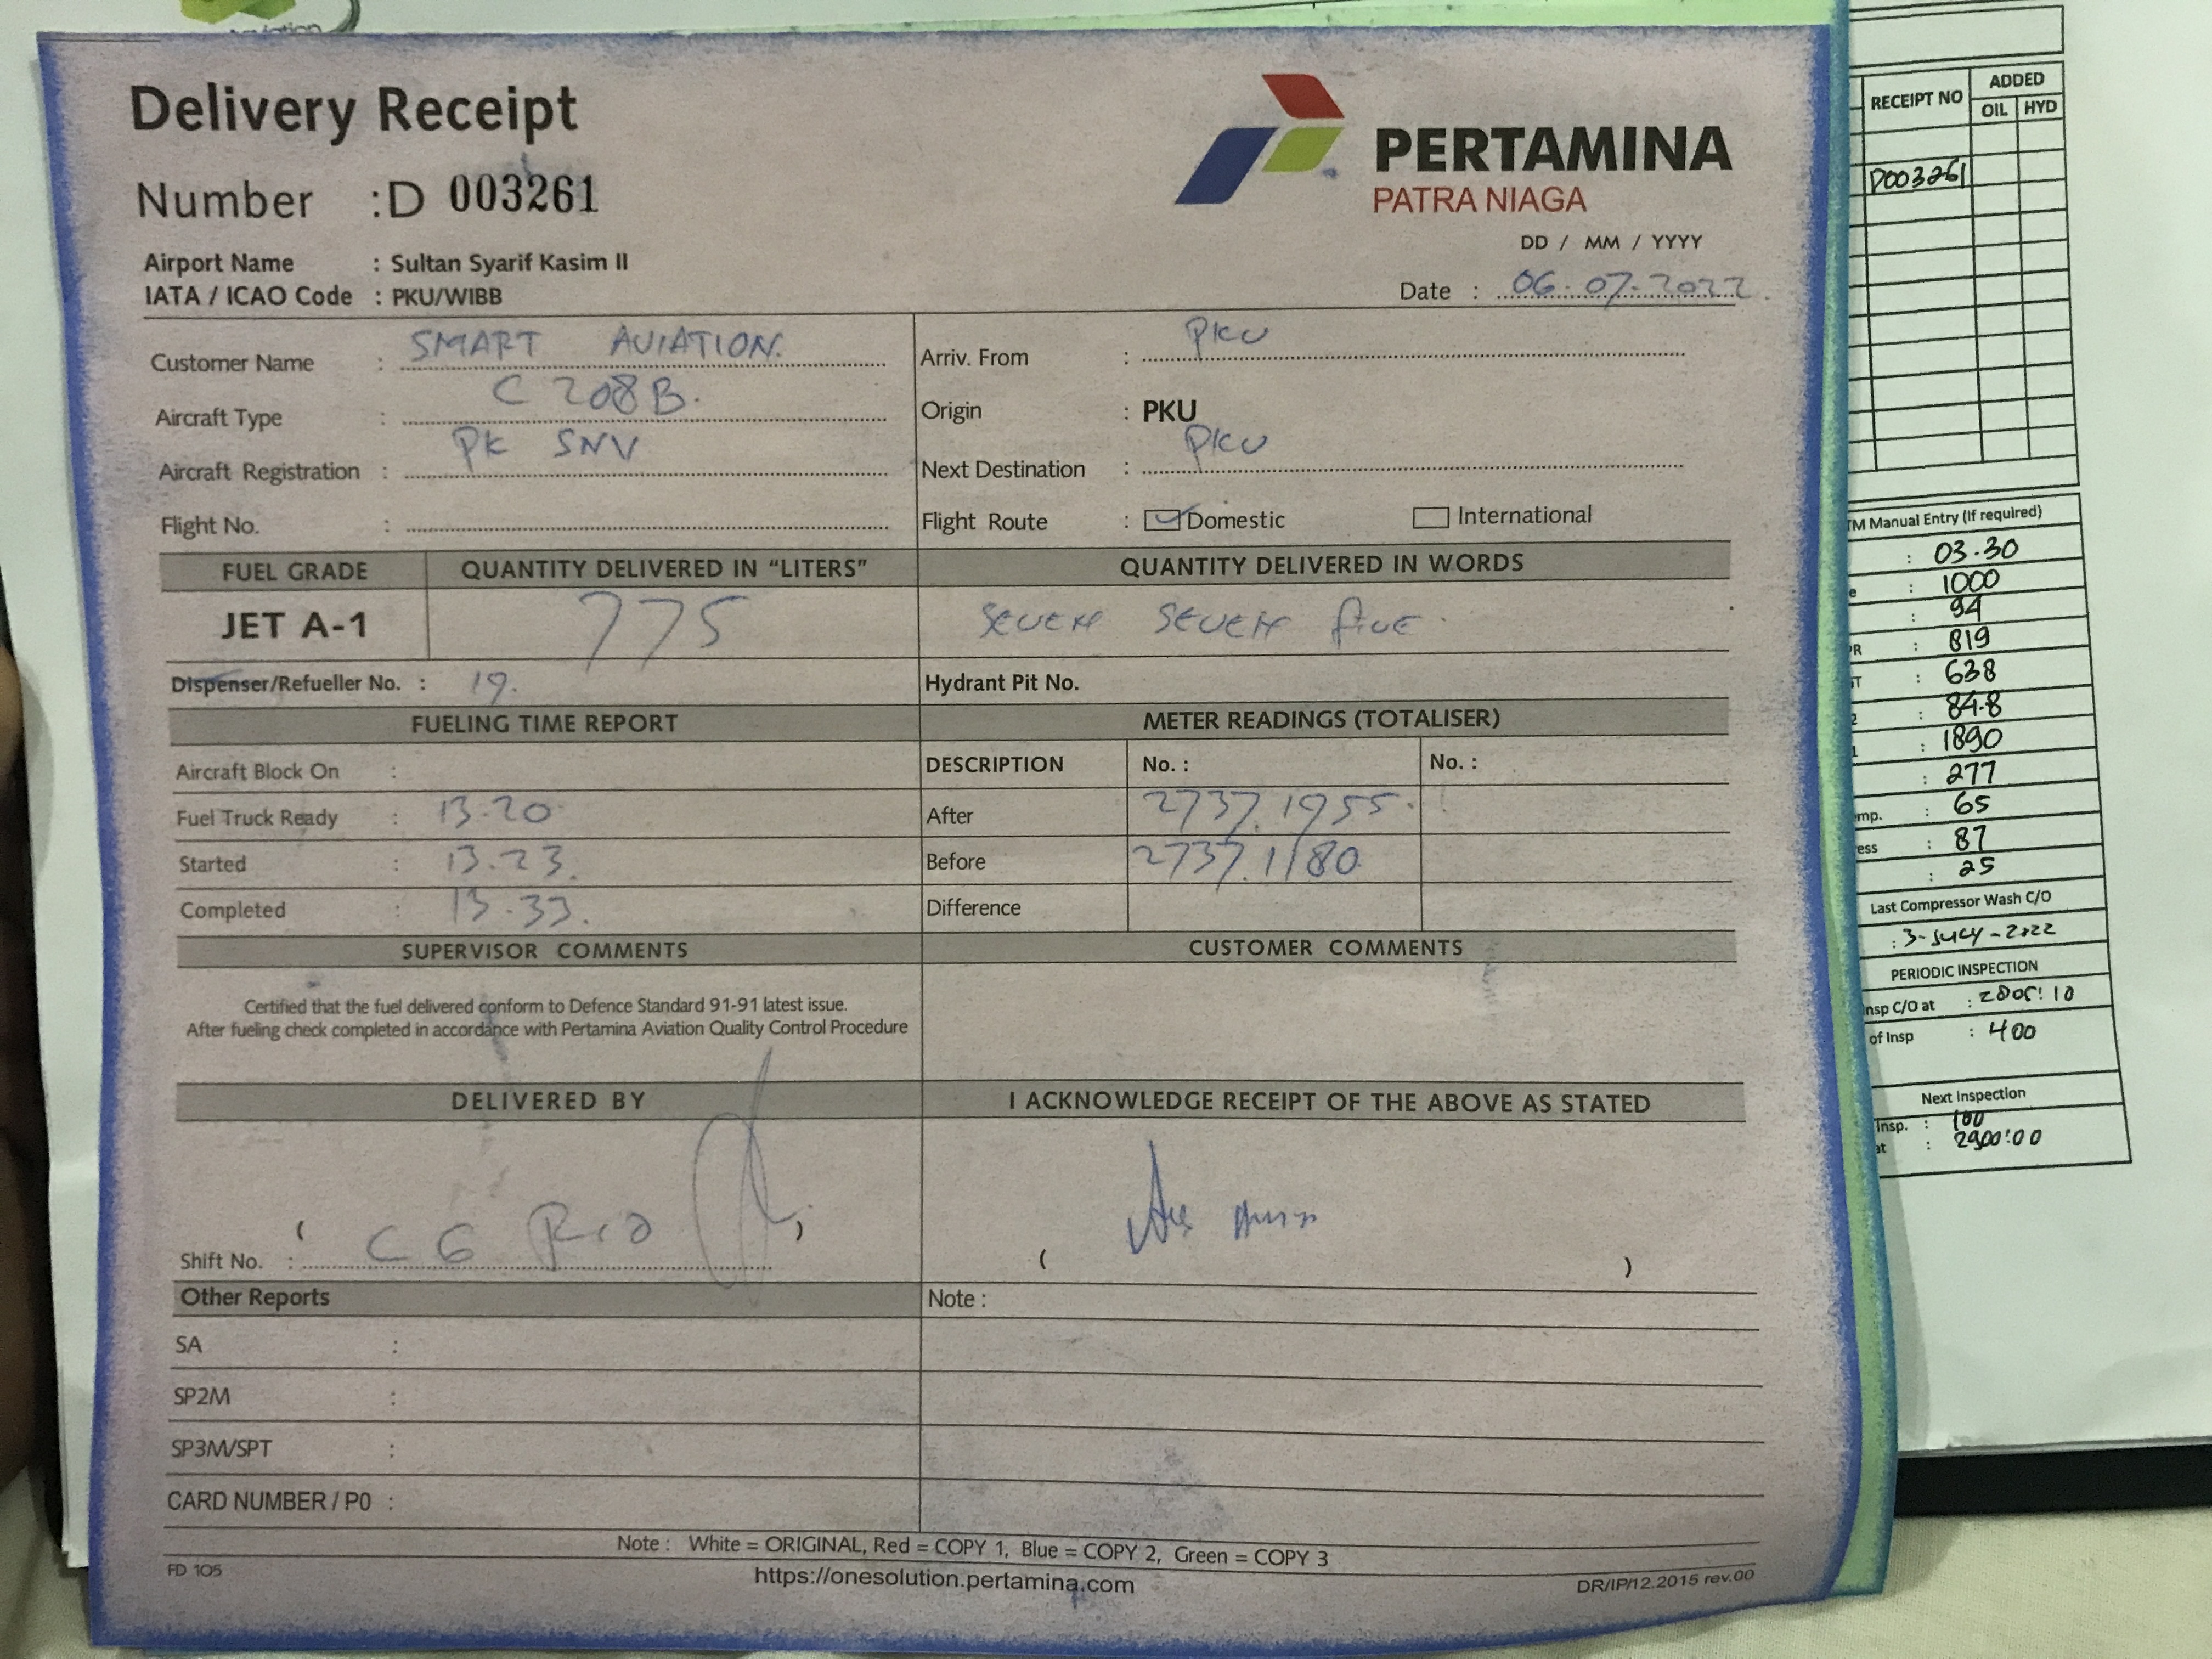 Delivery Receipt
Number : D 003261
PERTAMINA
PATRA NIAGA
Airport Name : Sultan Syarif Kasim II
IATA / ICAO Code : PKU/WIBB
DD / MM / YYYY
Date : 06-07-2022
Customer Name : SMART AVIATION.
Aircraft Type : C 208B.
Aircraft Registration : PK SNV
Flight No. :
Arriv. From : PKU
Origin : PKU
Next Destination : PKU
Flight Route : Domestic International
FUEL GRADE QUANTITY DELIVERED IN “LITERS” QUANTITY DELIVERED IN WORDS
JET A-1 775 SEVEN SEVEN FIVE.
Dispenser/Refueller No. : 19. Hydrant Pit No.
FUELING TIME REPORT METER READINGS (TOTALISER)
Aircraft Block On : DESCRIPTION No. : No. :
Fuel Truck Ready : 13.20 After 2737.1955.
Started : 13.23. Before 2737.1180
Completed : 13.33. Difference
SUPERVISOR COMMENTS CUSTOMER COMMENTS
Certified that the fuel delivered conform to Defence Standard 91-91 latest issue.
After fueling check completed in accordance with Pertamina Aviation Quality Control Procedure
DELIVERED BY I ACKNOWLEDGE RECEIPT OF THE ABOVE AS STATED
( )
Shift No. : C G Rio ( )
Other Reports Note :
SA :
SP2M :
SP3M/SPT :
CARD NUMBER / P0 :
Note : White = ORIGINAL, Red = COPY 1, Blue = COPY 2, Green = COPY 3
FD 105 https://onesolution.pertamina.com DR/IP/12.2015 rev.00
RECEIPT NO ADDED
OIL HYD
D003261
TM Manual Entry (If required)
: 03.30
: 1000
: 94
: 819
: 638
: 84.8
: 1890
: 277
mp. : 65
ess : 87
: 25
Last Compressor Wash C/O
: 3-JULY-2022
PERIODIC INSPECTION
Insp C/O at : 2805:10
of Insp : 400
Next Inspection
Insp. : 100
at : 2900:00